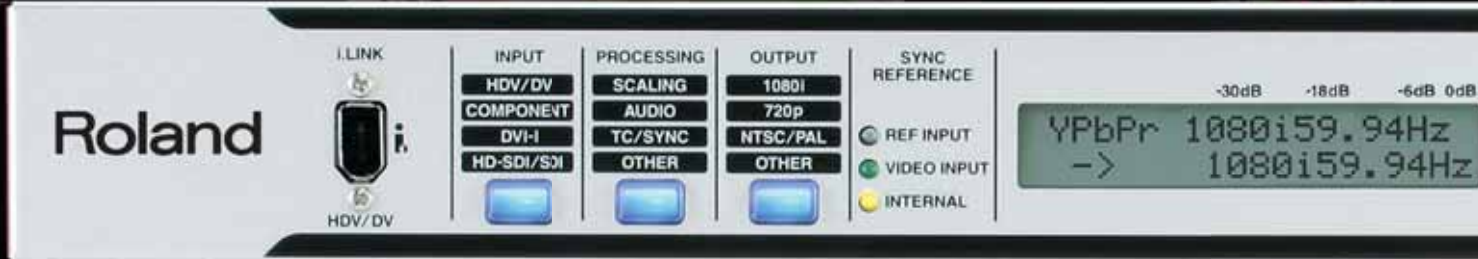 Roland
i.LINK
HDV/DV
INPUT
HDV/DV
COMPONENT
DVI-I
HD-SDI/SDI
PROCESSING
SCALING
AUDIO
TC/SYNC
OTHER
OUTPUT
1080i
720p
NTSC/PAL
OTHER
SYNC
REFERENCE
REF INPUT
VIDEO INPUT
INTERNAL
-30dB -18dB -6dB 0dB
YPbPr 1080i59.94Hz
-> 1080i59.94Hz